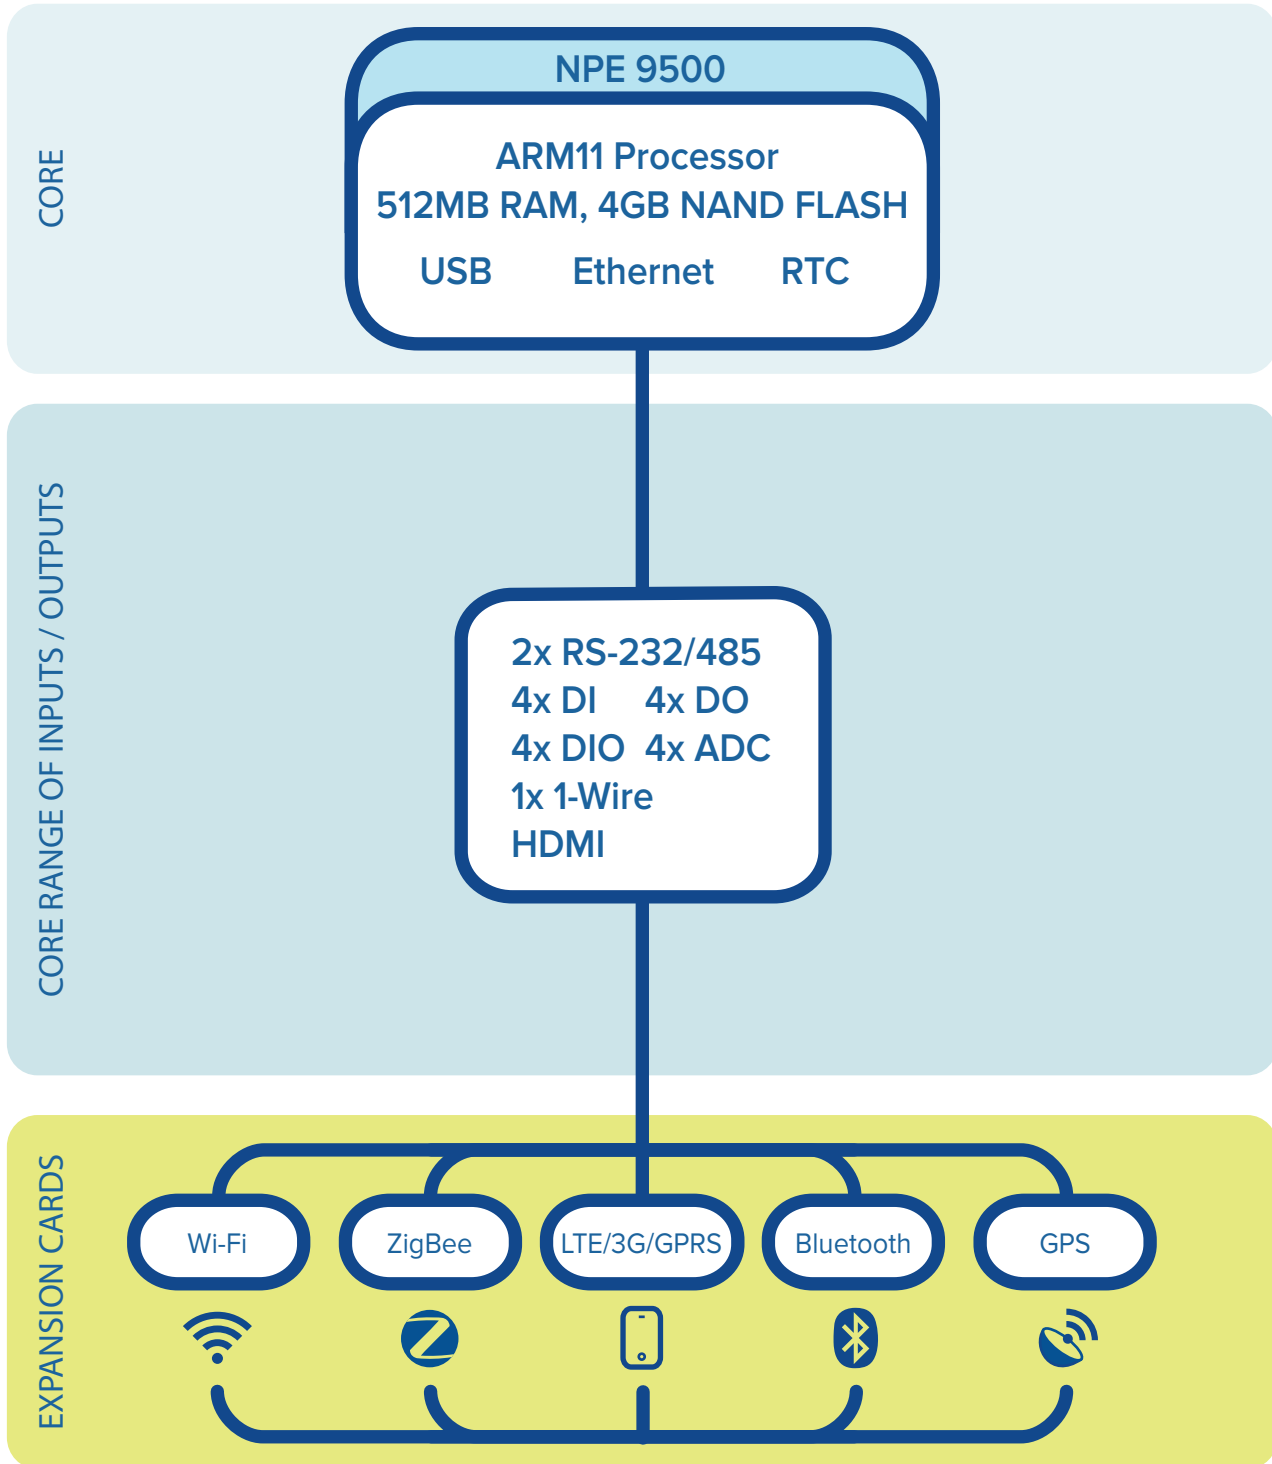 CORE
NPE 9500
ARM11 Processor
512MB RAM, 4GB NAND FLASH
USB Ethernet RTC
CORE RANGE OF INPUTS / OUTPUTS
2x RS-232/485
4x DI 4x DO
4x DIO 4x ADC
1x 1-Wire
HDMI
EXPANSION CARDS
Wi-Fi ZigBee LTE/3G/GPRS Bluetooth GPS